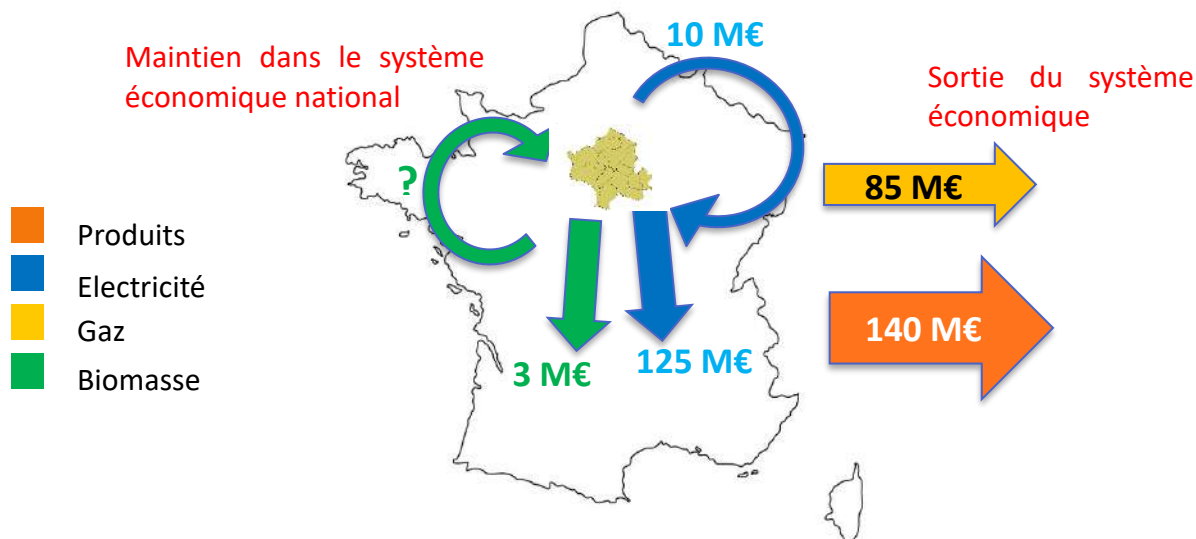 10 M€
Maintien dans le système
économique national
Sortie du système
économique
?
85 M€
Produits
Electricité
Gaz
Biomasse
140 M€
3 M€
125 M€